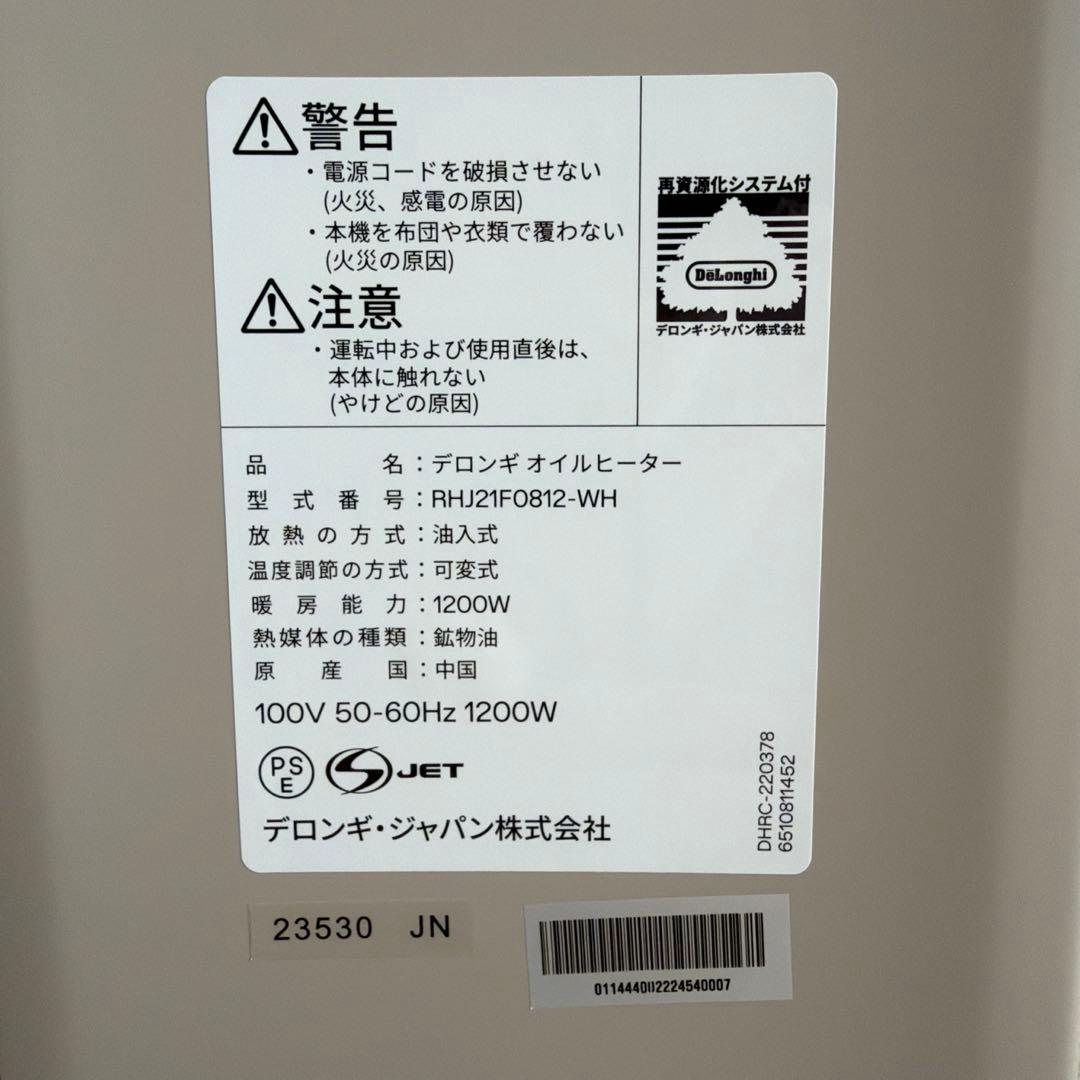 警告
・電源コードを破損させない
(火災、感電の原因)
・本機を布団や衣類で覆わない
(火災の原因)
注意
・運転中および使用直後は、
本体に触れない
(やけどの原因)
再資源化システム付
DeLonghi
デロンギ・ジャパン株式会社
品名:デロンギ オイルヒーター
型式番号:RHJ21F0812-WH
放熱の方式:油入式
温度調節の方式:可変式
暖房能力:1200W
熱媒体の種類:鉱物油
原産国:中国
100V 50-60Hz 1200W
PS
E
JET
デロンギ・ジャパン株式会社
DHRC-220378
6510811452
23530 JN
011444002224540007